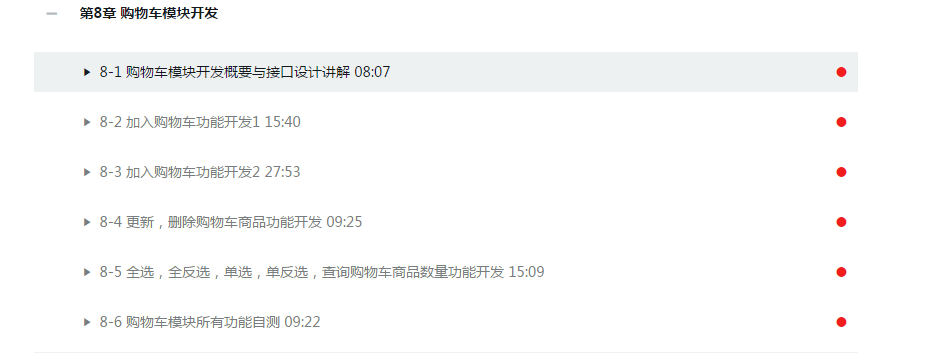 第8章 购物车模块开发
8-1 购物车模块开发概要与接口设计讲解 08:07
8-2 加入购物车功能开发1 15:40
8-3 加入购物车功能开发2 27:53
8-4 更新，删除购物车商品功能开发 09:25
8-5 全选，全反选，单选，单反选，查询购物车商品数量功能开发 15:09
8-6 购物车模块所有功能自测 09:22